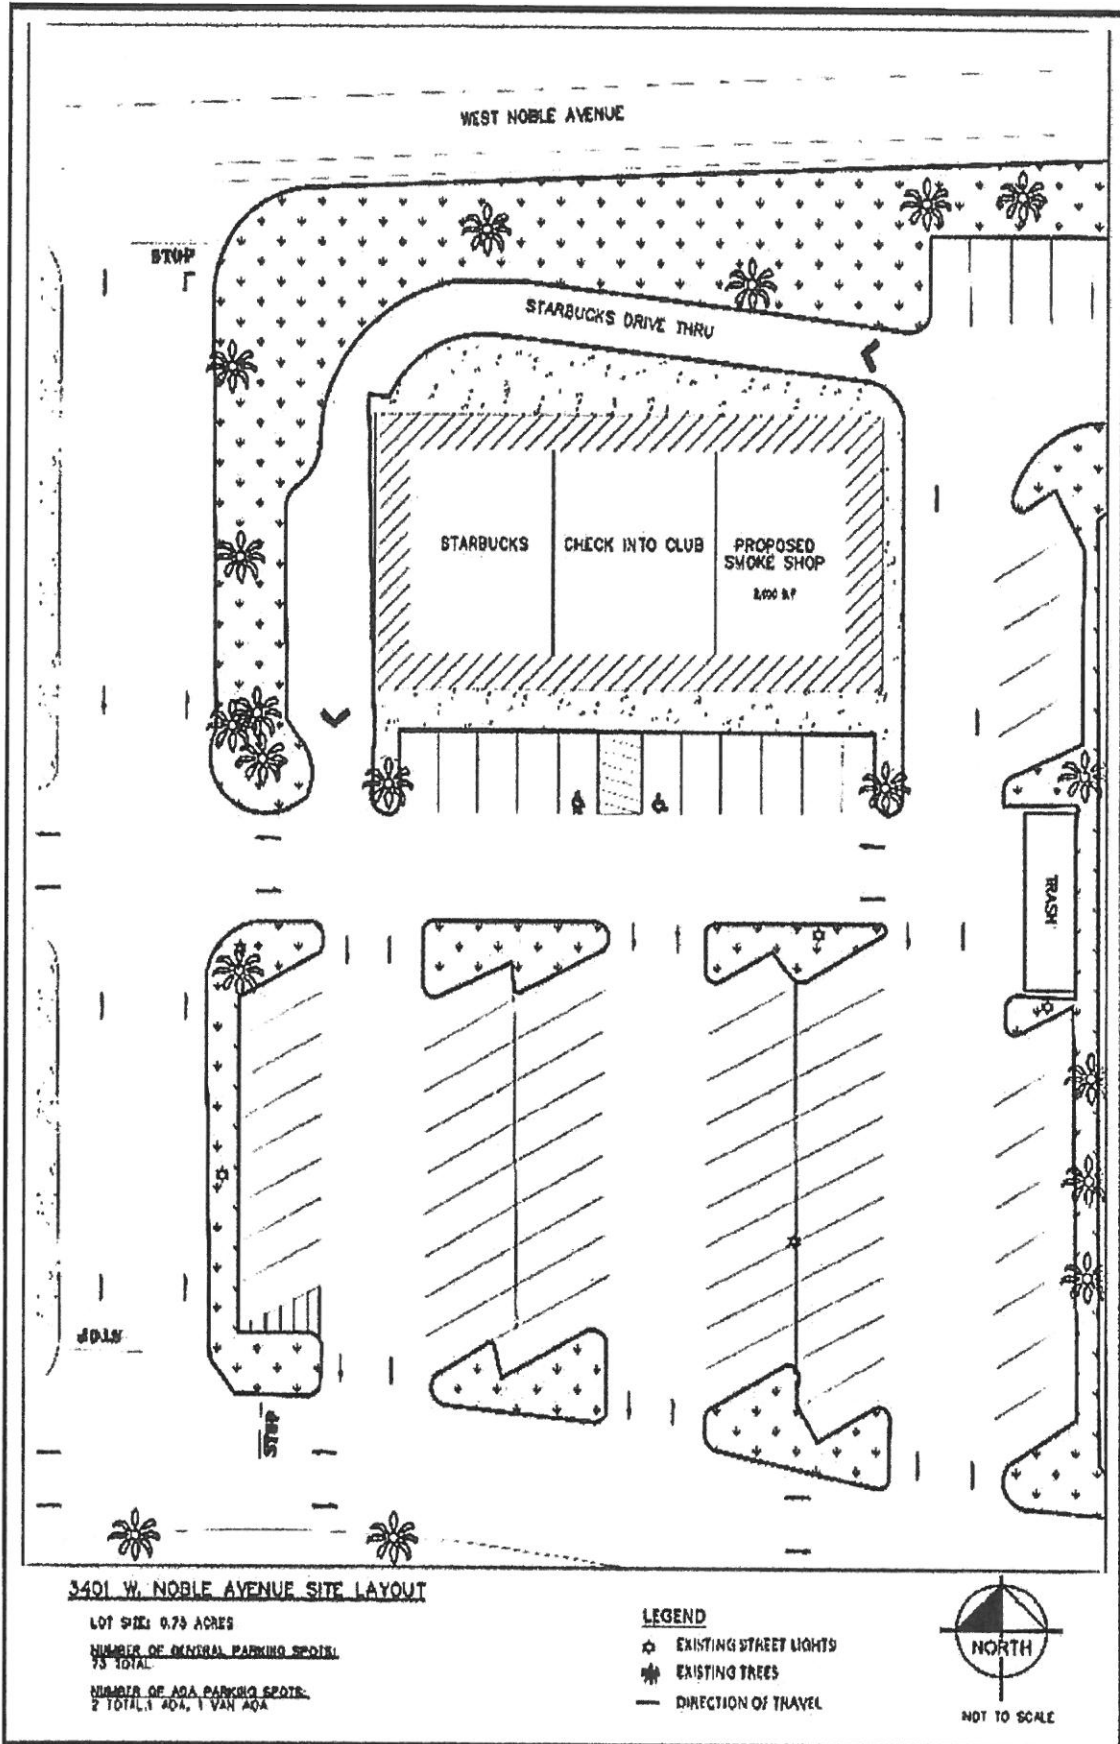 WEST NOBLE AVENUE
STOP
STARBUCKS DRIVE THRU
STARBUCKS
CHECK INTO CLUB
PROPOSED
SMOKE SHOP
TRASH
STOP
STOP
3401 W. NOBLE AVENUE SITE LAYOUT
LOT SIZE: 0.73 ACRES
NUMBER OF GENERAL PARKING SPOTS:
73 TOTAL
NUMBER OF ADA PARKING SPOTS:
2 TOTAL: 1 ADA, 1 VAN ADA
LEGEND
EXISTING STREET LIGHTS
EXISTING TREES
DIRECTION OF TRAVEL
NORTH
NOT TO SCALE